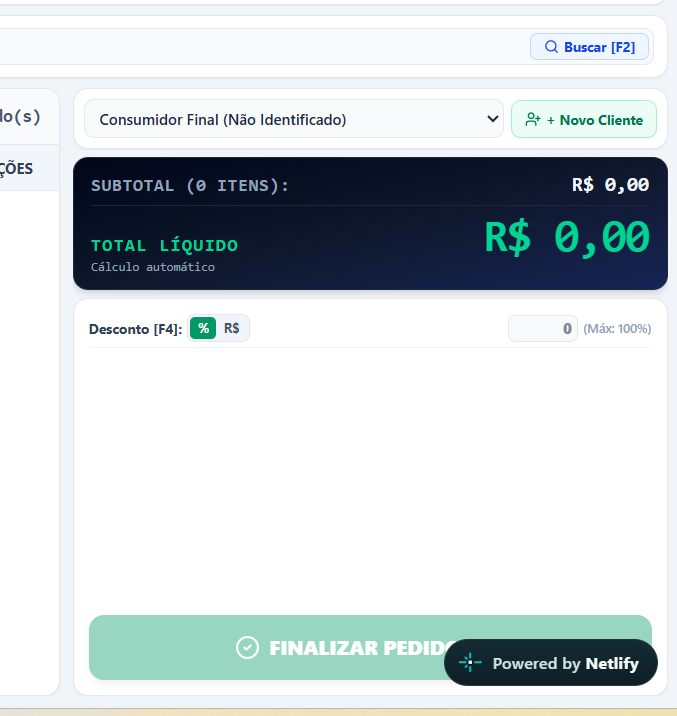 Buscar [F2]
do(s)
ÇÕES
Consumidor Final (Não Identificado)
+ Novo Cliente
SUBTOTAL (0 ITENS):
R$ 0,00
TOTAL LÍQUIDO
R$ 0,00
Cálculo automático
Desconto [F4]:
%
R$
0
(Máx: 100%)
FINALIZAR PEDIDO
Powered by Netlify